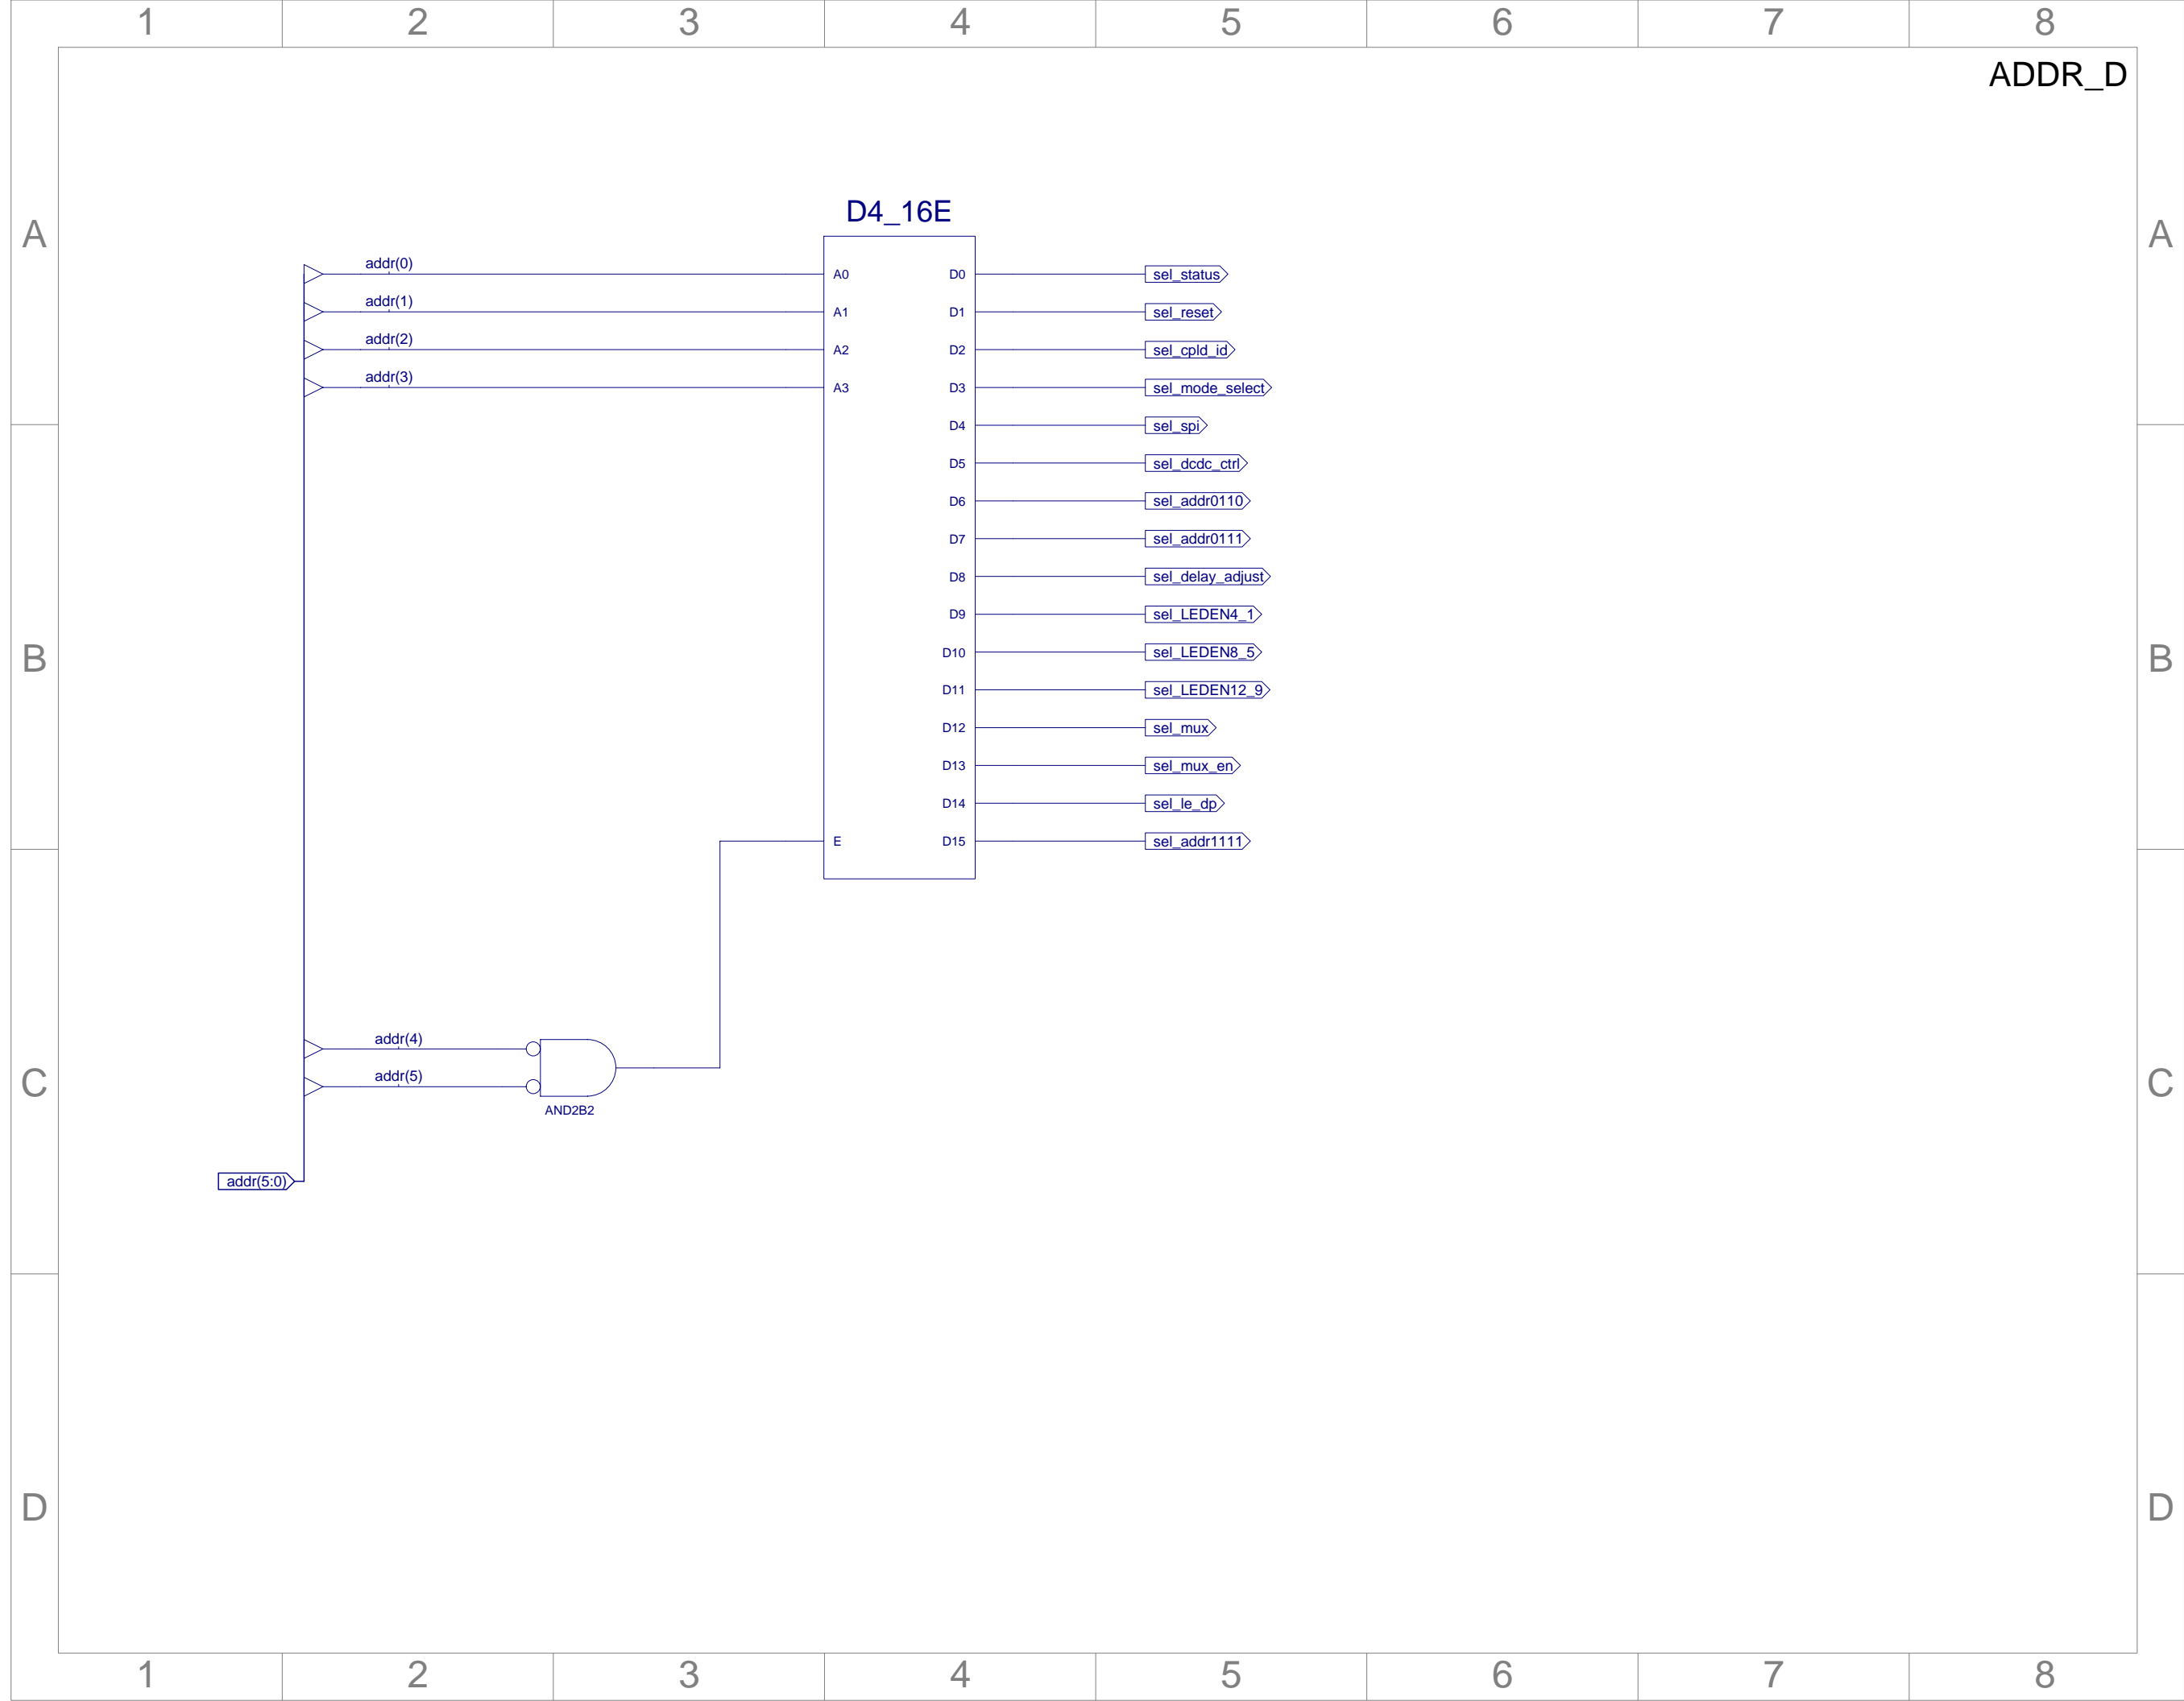 1 2 3 4 5 6 7 8
ADDR_D
D4_16E
A A
addr(0) A0 D0 sel_status
addr(1) A1 D1 sel_reset
addr(2) A2 D2 sel_cpld_id
addr(3) A3 D3 sel_mode_select
D4 sel_spi
D5 sel_dcdc_ctrl
D6 sel_addr0110
D7 sel_addr0111
D8 sel_delay_adjust
D9 sel_LEDEN4_1
B D10 sel_LEDEN8_5 B
D11 sel_LEDEN12_9
D12 sel_mux
D13 sel_mux_en
D14 sel_le_dp
E D15 sel_addr1111
addr(4)
addr(5)
C C
AND2B2
addr(5:0)
D D
1 2 3 4 5 6 7 8